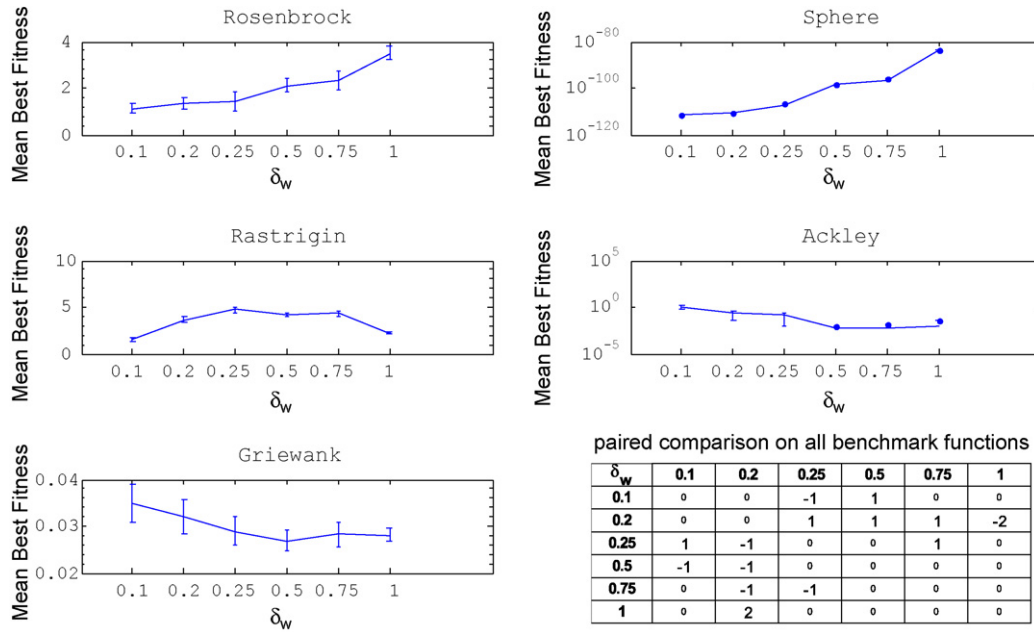 Rosenbrock
Mean Best Fitness
4
2
0
0.1 0.2 0.25 0.5 0.75 1
δw
Sphere
Mean Best Fitness
10^-80
10^-100
10^-120
0.1 0.2 0.25 0.5 0.75 1
δw
Rastrigin
Mean Best Fitness
10
5
0
0.1 0.2 0.25 0.5 0.75 1
δw
Ackley
Mean Best Fitness
10^5
10^0
10^-5
0.1 0.2 0.25 0.5 0.75 1
δw
Griewank
Mean Best Fitness
0.04
0.03
0.02
0.1 0.2 0.25 0.5 0.75 1
δw
paired comparison on all benchmark functions
δw 0.1 0.2 0.25 0.5 0.75 1
0.1 0 0 -1 1 0 0
0.2 0 0 1 1 1 -2
0.25 1 -1 0 0 1 0
0.5 -1 -1 0 0 0 0
0.75 0 -1 -1 0 0 0
1 0 2 0 0 0 0